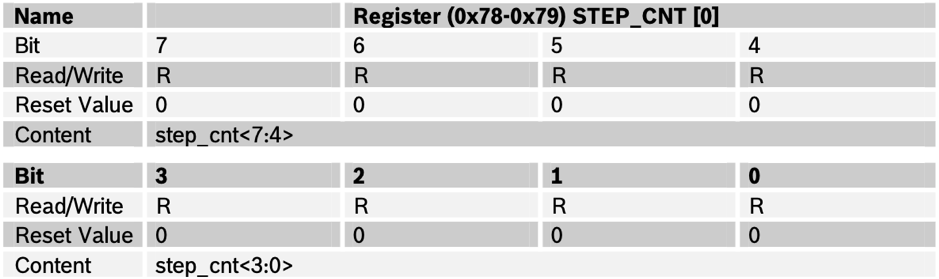 Name Register (0x78-0x79) STEP_CNT [0]
Bit 7 6 5 4
Read/Write R R R R
Reset Value 0 0 0 0
Content step_cnt<7:4>
Bit 3 2 1 0
Read/Write R R R R
Reset Value 0 0 0 0
Content step_cnt<3:0>